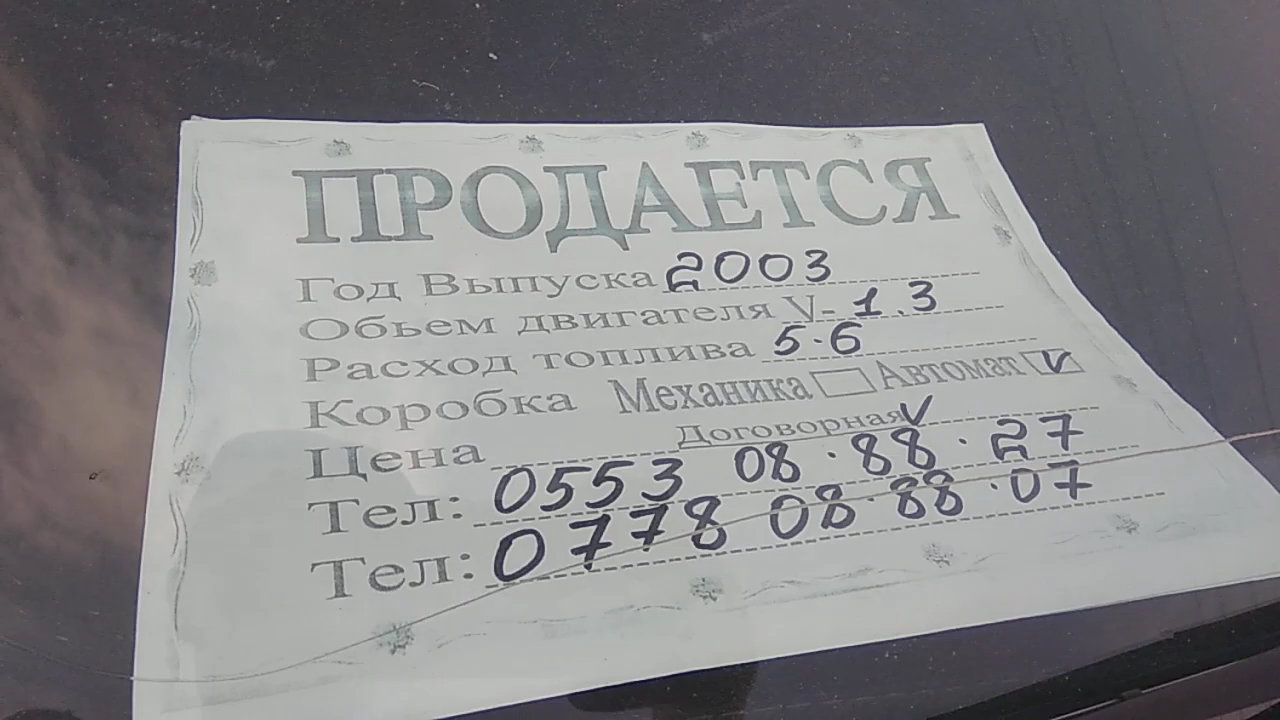 ПРОДАЕТСЯ
Год Выпуска 2003
Обьем двигателя V- 1.3
Расход топлива 5.6
Коробка Механика Автомат V
Цена Договорная V
Тел: 0553 08.88.27
Тел: 0778 08.88.07